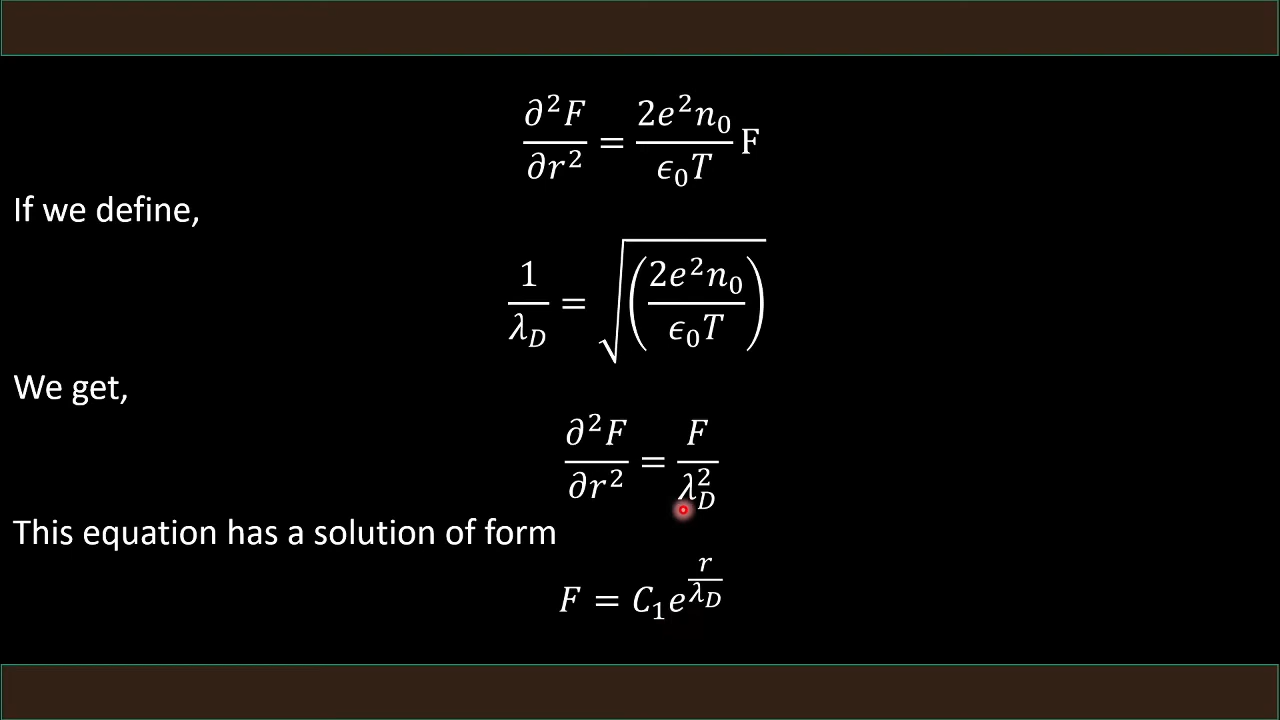 ∂²F/∂r² = 2e²n₀/ϵ₀T F
If we define,
1/λ_D = √(2e²n₀/ϵ₀T)
We get,
∂²F/∂r² = F/λ_D²
This equation has a solution of form
F = C₁e^(r/λ_D)